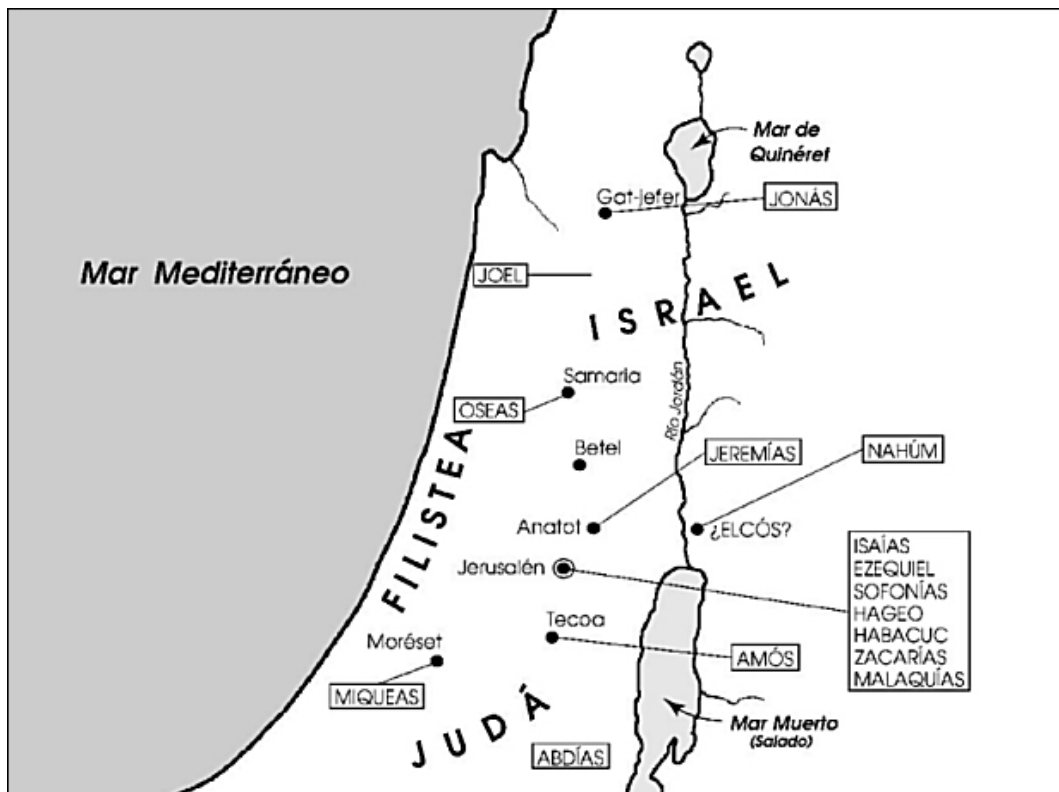 Mar de
Quinéret
Gat-jefer
JONÁS
Mar Mediterráneo
JOEL
ISRAEL
Samaria
OSEAS
Río Jordán
FILISTEA
Betel
JEREMÍAS
NAHÚM
Anatot
¿ELCÓS?
Jerusalén
ISAÍAS
EZEQUIEL
SOFONÍAS
HAGEO
HABACUC
ZACARÍAS
MALAQUÍAS
Tecoa
Moréset
AMÓS
MIQUEAS
JUDÁ
Mar Muerto
(Salado)
ABDÍAS